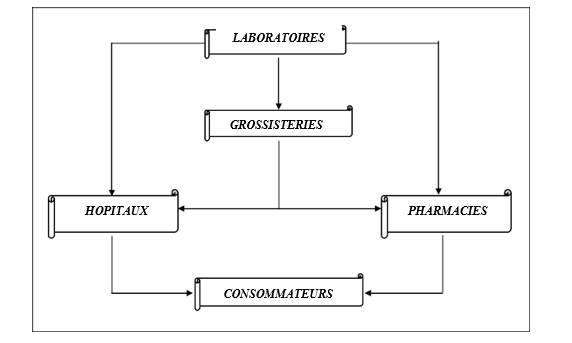 LABORATOIRES
GROSSISTERIES
HOPITAUX
PHARMACIES
CONSOMMATEURS